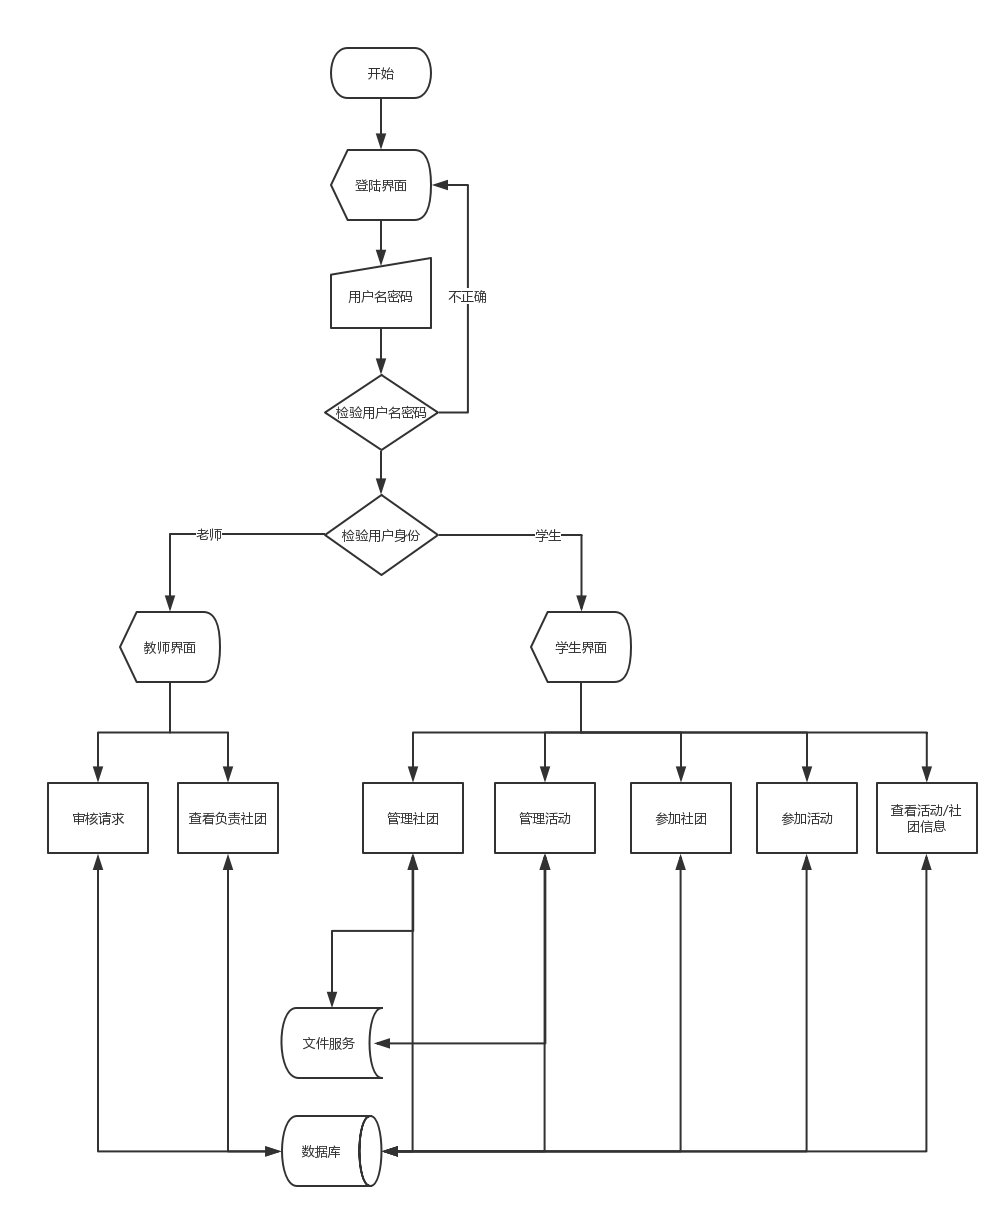 开始
登陆界面
用户名密码
不正确
检验用户名密码
检验用户身份
老师
学生
教师界面
学生界面
审核请求
查看负责社团
管理社团
管理活动
参加社团
参加活动
查看活动/社
团信息
文件服务
数据库